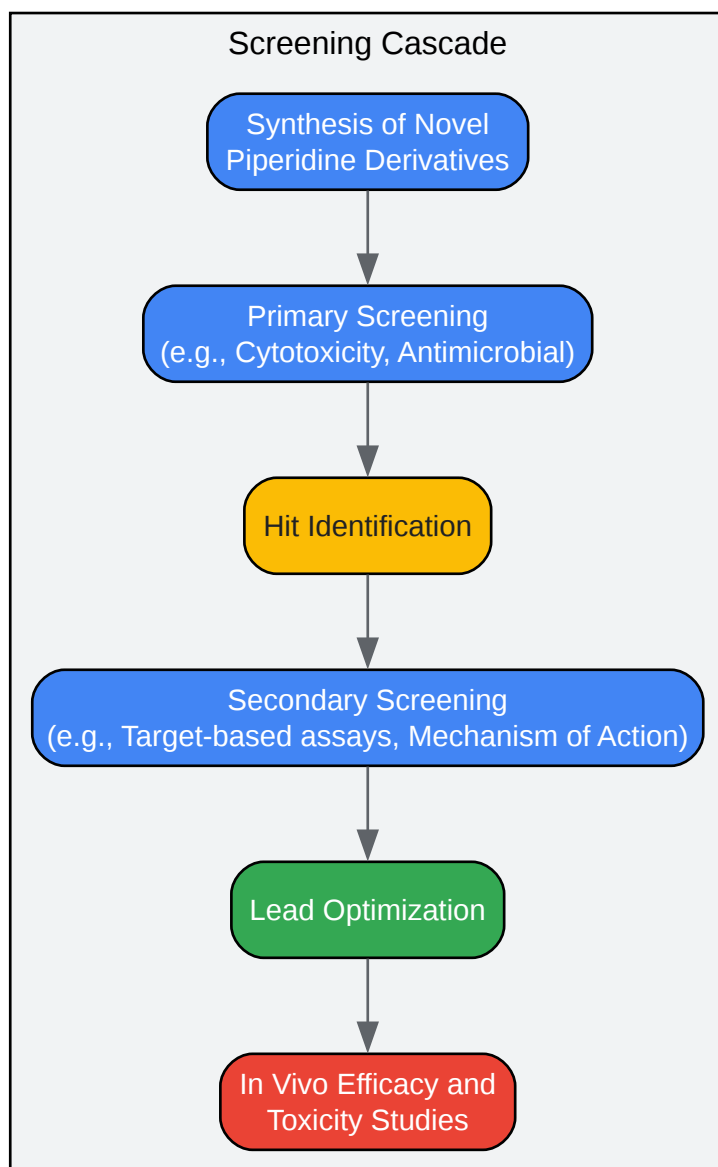 Screening Cascade
Synthesis of Novel
Piperidine Derivatives
Primary Screening
(e.g., Cytotoxicity, Antimicrobial)
Hit Identification
Secondary Screening
(e.g., Target-based assays, Mechanism of Action)
Lead Optimization
In Vivo Efficacy and
Toxicity Studies